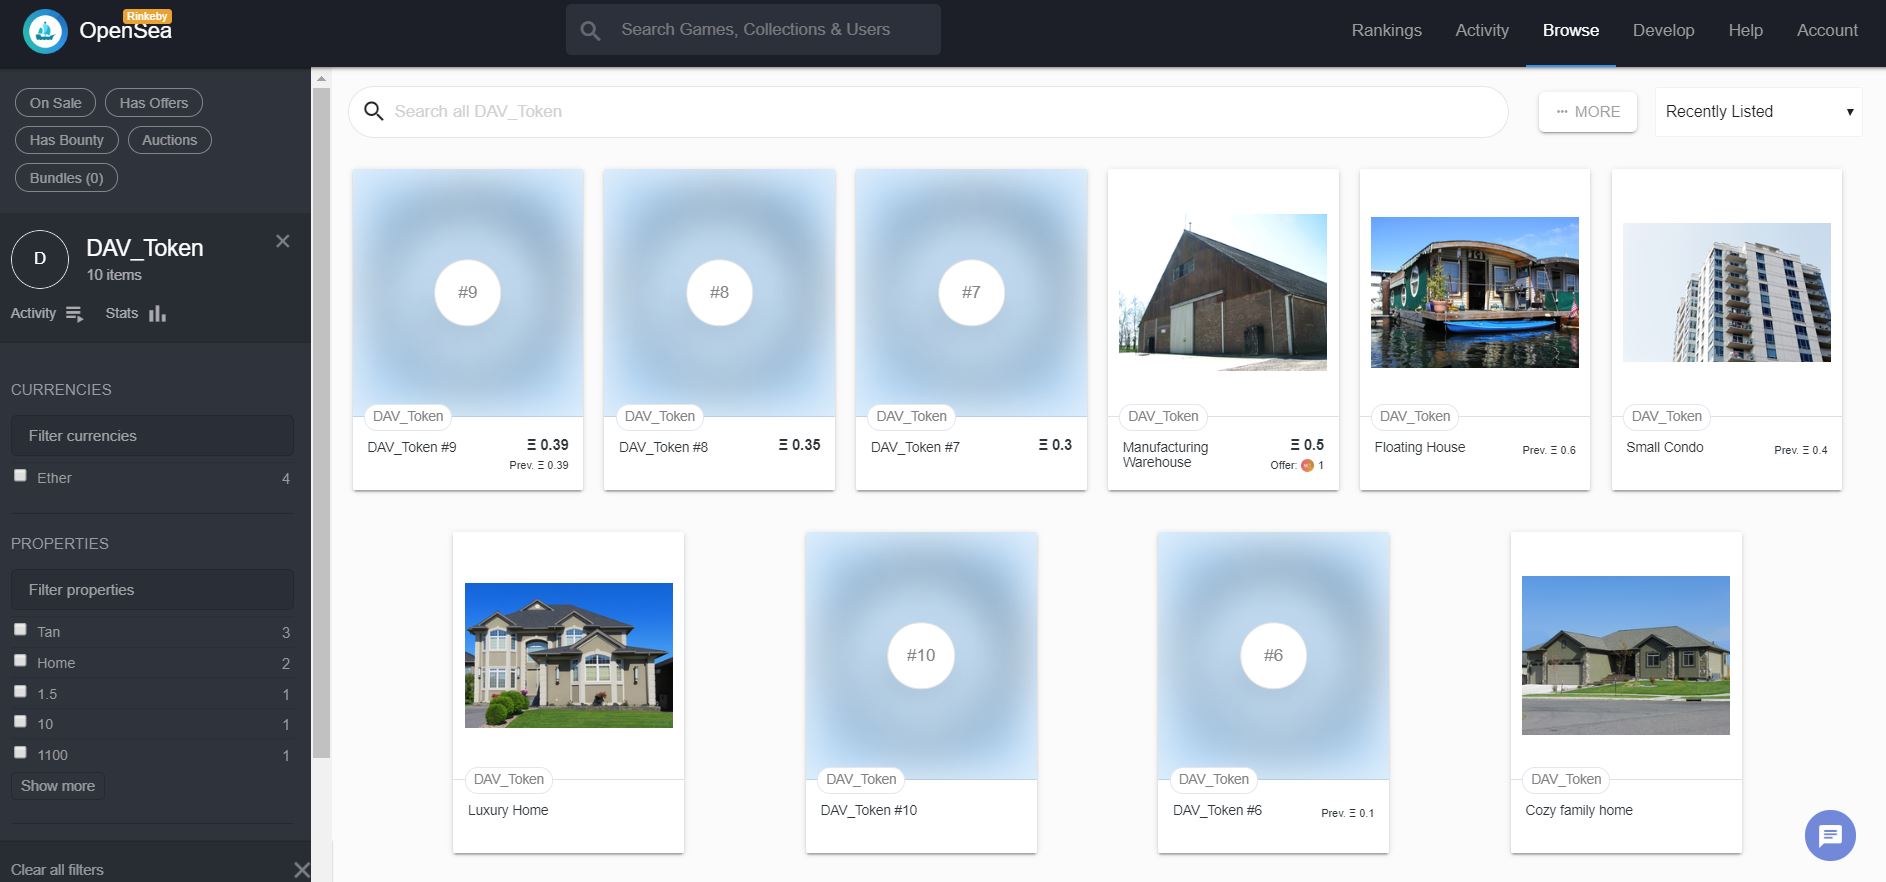 Rinkeby
OpenSea
Search Games, Collections & Users
Rankings
Activity
Browse
Develop
Help
Account
On Sale
Has Offers
Has Bounty
Auctions
Bundles (0)
D
DAV_Token
10 items
Activity
Stats
CURRENCIES
Filter currencies
Ether 4
PROPERTIES
Filter properties
Tan 3
Home 2
1.5 1
10 1
1100 1
Show more
Clear all filters
Search all DAV_Token
MORE
Recently Listed
#9
DAV_Token
DAV_Token #9
Ξ 0.39
Prev. Ξ 0.39
#8
DAV_Token
DAV_Token #8
Ξ 0.35
#7
DAV_Token
DAV_Token #7
Ξ 0.3
DAV_Token
Manufacturing
Warehouse
Ξ 0.5
Offer: 1
DAV_Token
Floating House
Prev. Ξ 0.6
DAV_Token
Small Condo
Prev. Ξ 0.4
DAV_Token
Luxury Home
#10
DAV_Token
DAV_Token #10
#6
DAV_Token
DAV_Token #6
Prev. Ξ 0.1
DAV_Token
Cozy family home